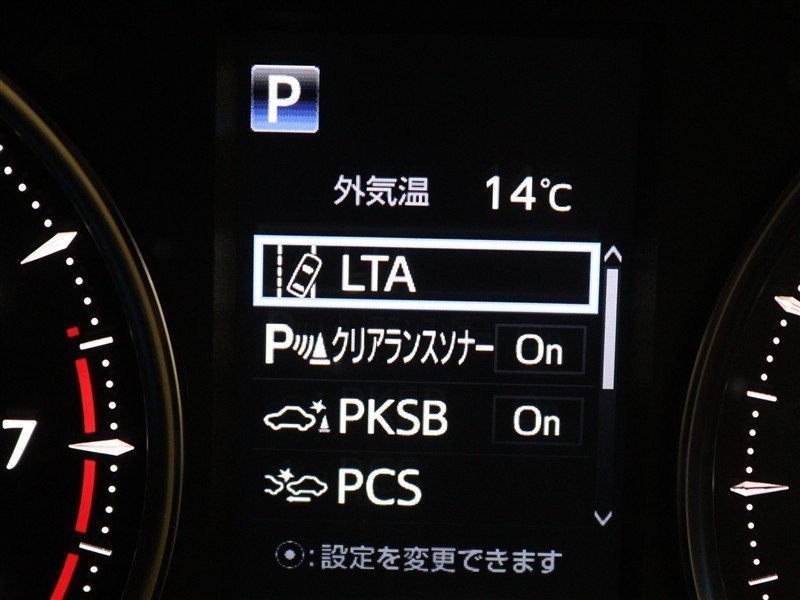 P
外気温 14℃
LTA
P クリアランスソナー On
PKSB On
PCS
7
:設定を変更できます